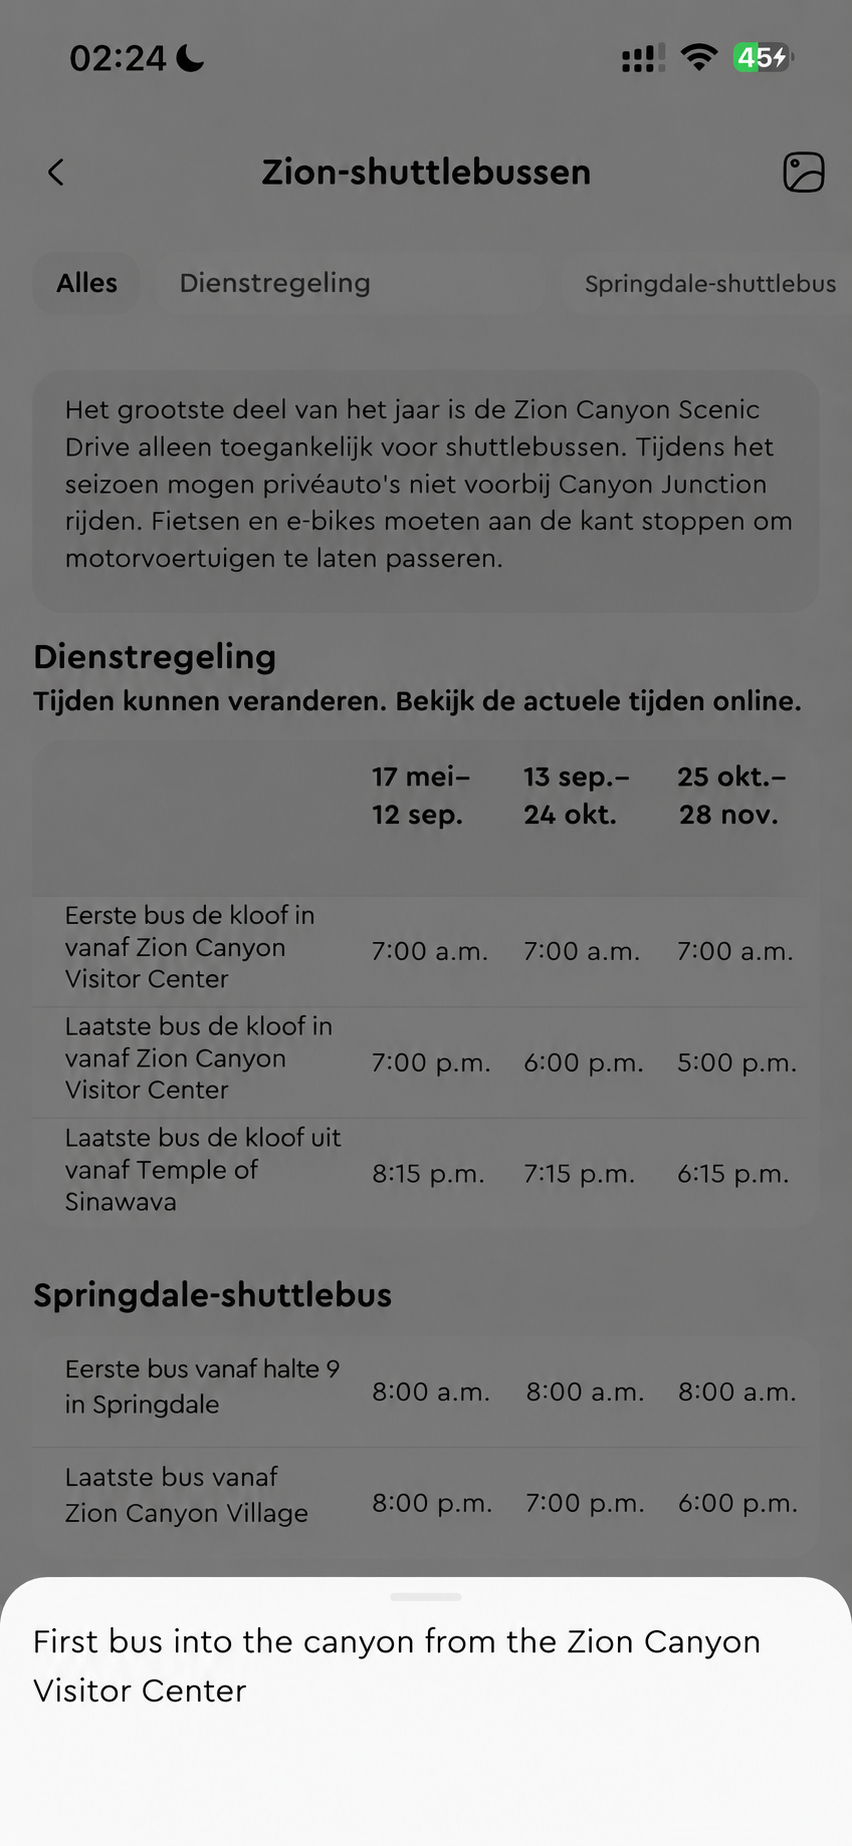 02:24
45
Zion-shuttlebussen
Alles
Dienstregeling
Springdale-shuttlebus
Het grootste deel van het jaar is de Zion Canyon Scenic
Drive alleen toegankelijk voor shuttlebussen. Tijdens het
seizoen mogen privéauto's niet voorbij Canyon Junction
rijden. Fietsen en e-bikes moeten aan de kant stoppen om
motorvoertuigen te laten passeren.
Dienstregeling
Tijden kunnen veranderen. Bekijk de actuele tijden online.
17 mei–
12 sep.
13 sep.–
24 okt.
25 okt.–
28 nov.
Eerste bus de kloof in
vanaf Zion Canyon
Visitor Center
7:00 a.m.
7:00 a.m.
7:00 a.m.
Laatste bus de kloof in
vanaf Zion Canyon
Visitor Center
7:00 p.m.
6:00 p.m.
5:00 p.m.
Laatste bus de kloof uit
vanaf Temple of
Sinawava
8:15 p.m.
7:15 p.m.
6:15 p.m.
Springdale-shuttlebus
Eerste bus vanaf halte 9
in Springdale
8:00 a.m.
8:00 a.m.
8:00 a.m.
Laatste bus vanaf
Zion Canyon Village
8:00 p.m.
7:00 p.m.
6:00 p.m.
First bus into the canyon from the Zion Canyon
Visitor Center